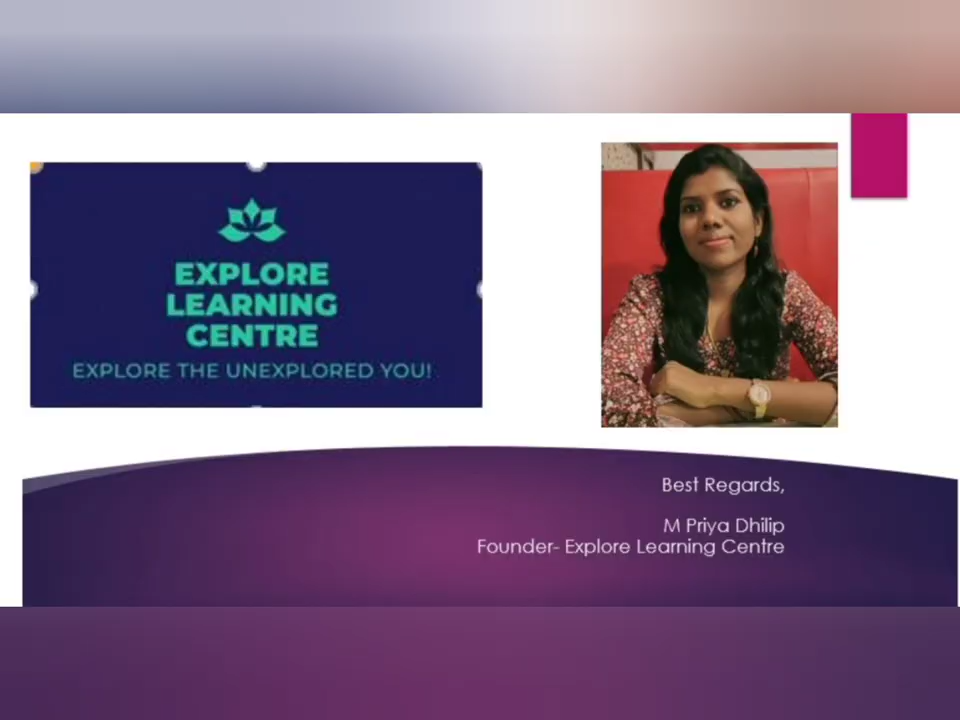 EXPLORE
LEARNING
CENTRE
EXPLORE THE UNEXPLORED YOU!
Best Regards,
M Priya Dhilip
Founder- Explore Learning Centre